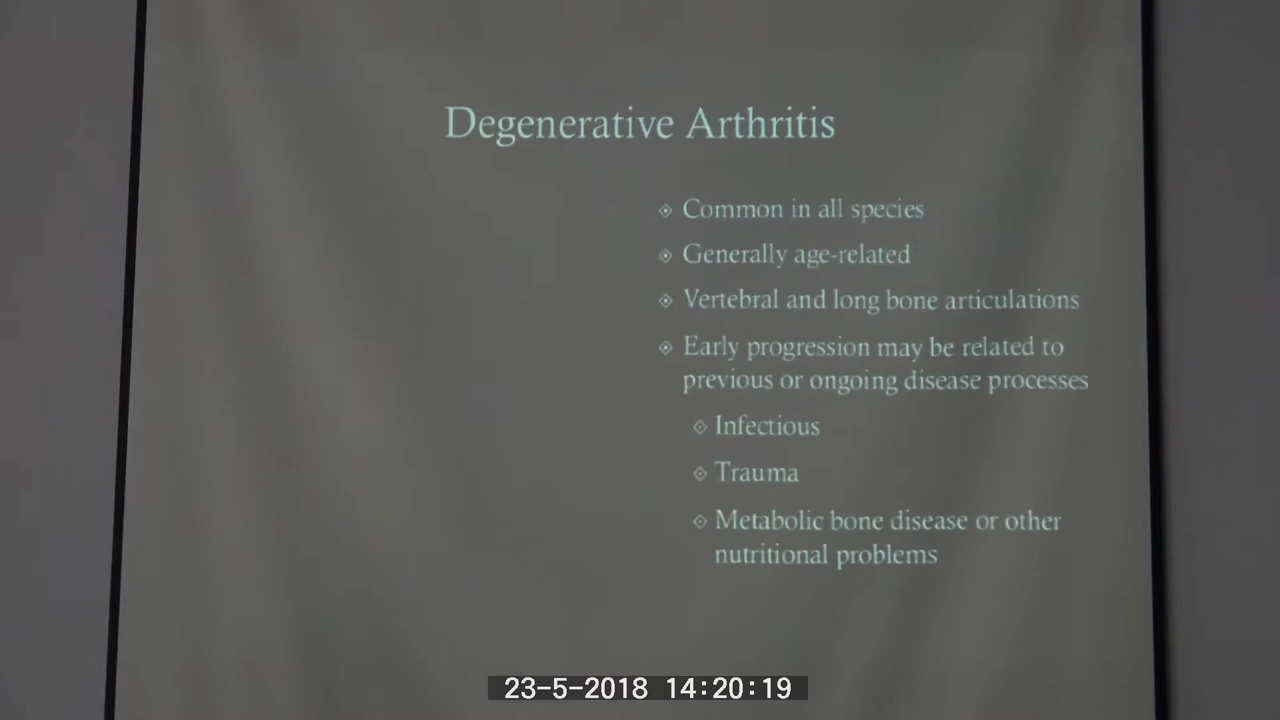 Degenerative Arthritis
Common in all species
Generally age-related
Vertebral and long bone articulations
Early progression may be related to
previous or ongoing disease processes
Infectious
Trauma
Metabolic bone disease or other
nutritional problems
23-5-2018 14:20:19